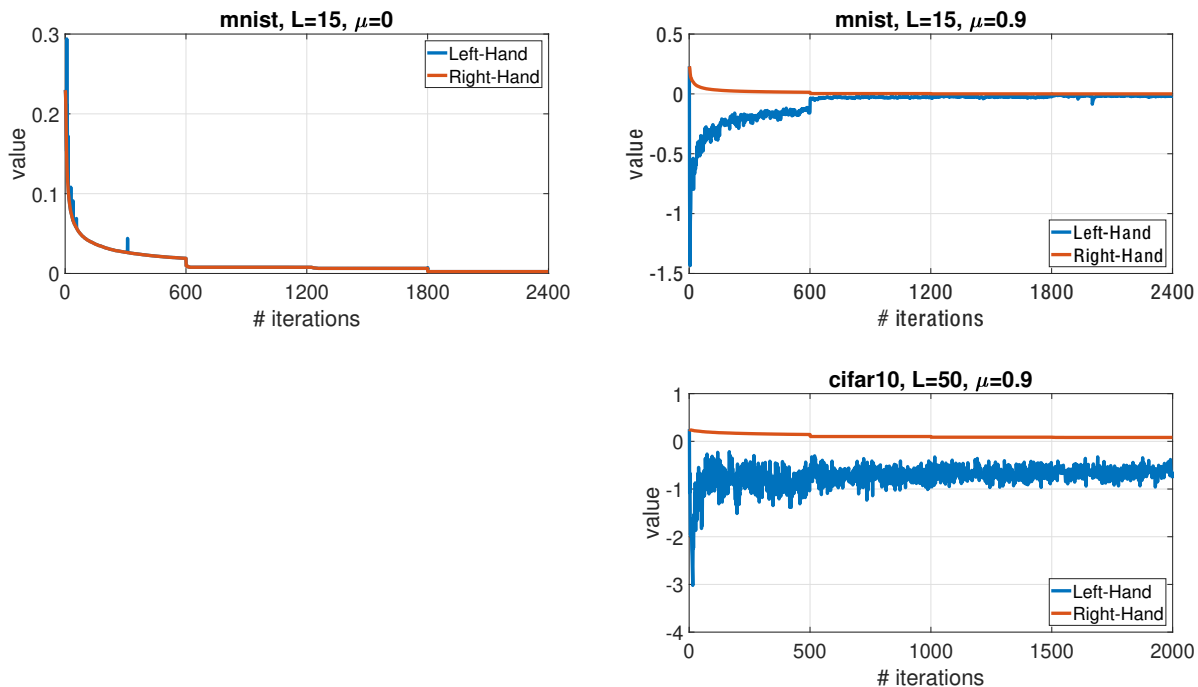 mnist, L=15, μ=0
0.3
0.2
0.1
0
value
0 600 1200 1800 2400
# iterations
Left-Hand
Right-Hand
mnist, L=15, μ=0.9
0.5
0
-0.5
-1
-1.5
value
0 600 1200 1800 2400
# iterations
Left-Hand
Right-Hand
cifar10, L=50, μ=0.9
1
0
-1
-2
-3
-4
value
0 500 1000 1500 2000
# iterations
Left-Hand
Right-Hand